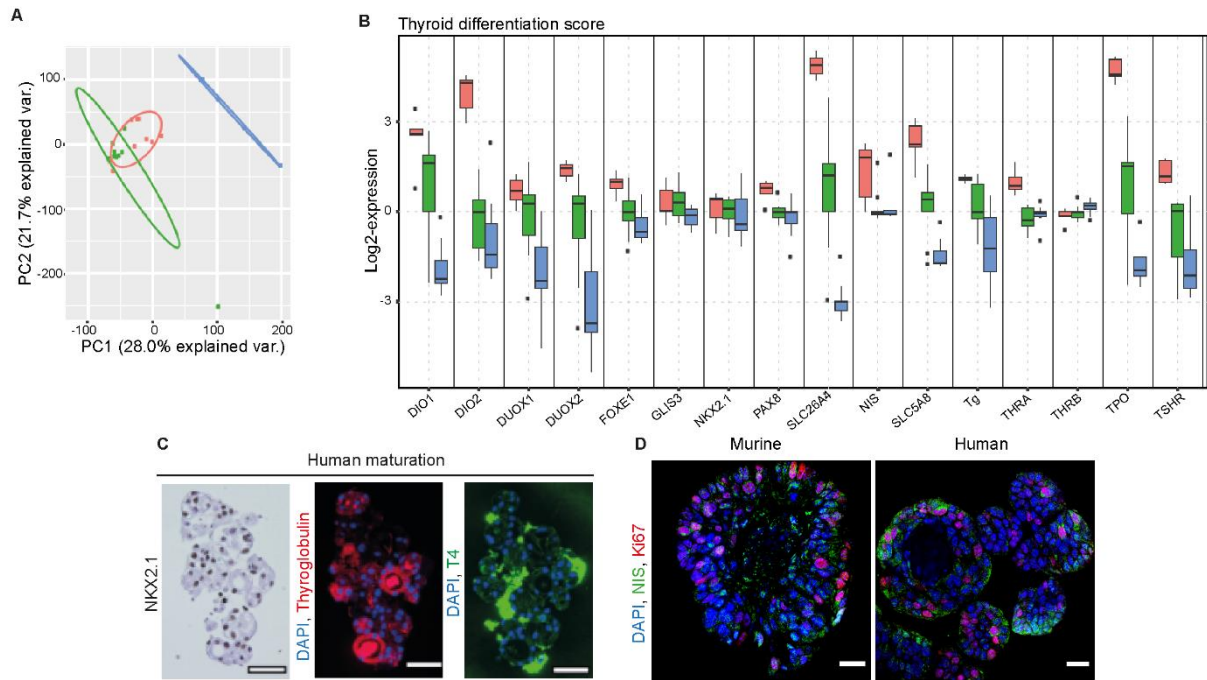 A
PC2 (21.7% explained var.)
100
0
-100
-200
-100
0
100
200
PC1 (28.0% explained var.)
B
Thyroid differentiation score
Log2-expression
3
0
-3
DIO1
DIO2
DUOX1
DUOX2
FOXE1
GLIS3
NKX2.1
PAX8
SLC26A4
NIS
SLC5A8
Tg
THRA
THRB
TPO
TSHR
C
Human maturation
NKX2.1
DAPI, Thyroglobulin
DAPI, T4
D
Murine
Human
DAPI, NIS, Ki67